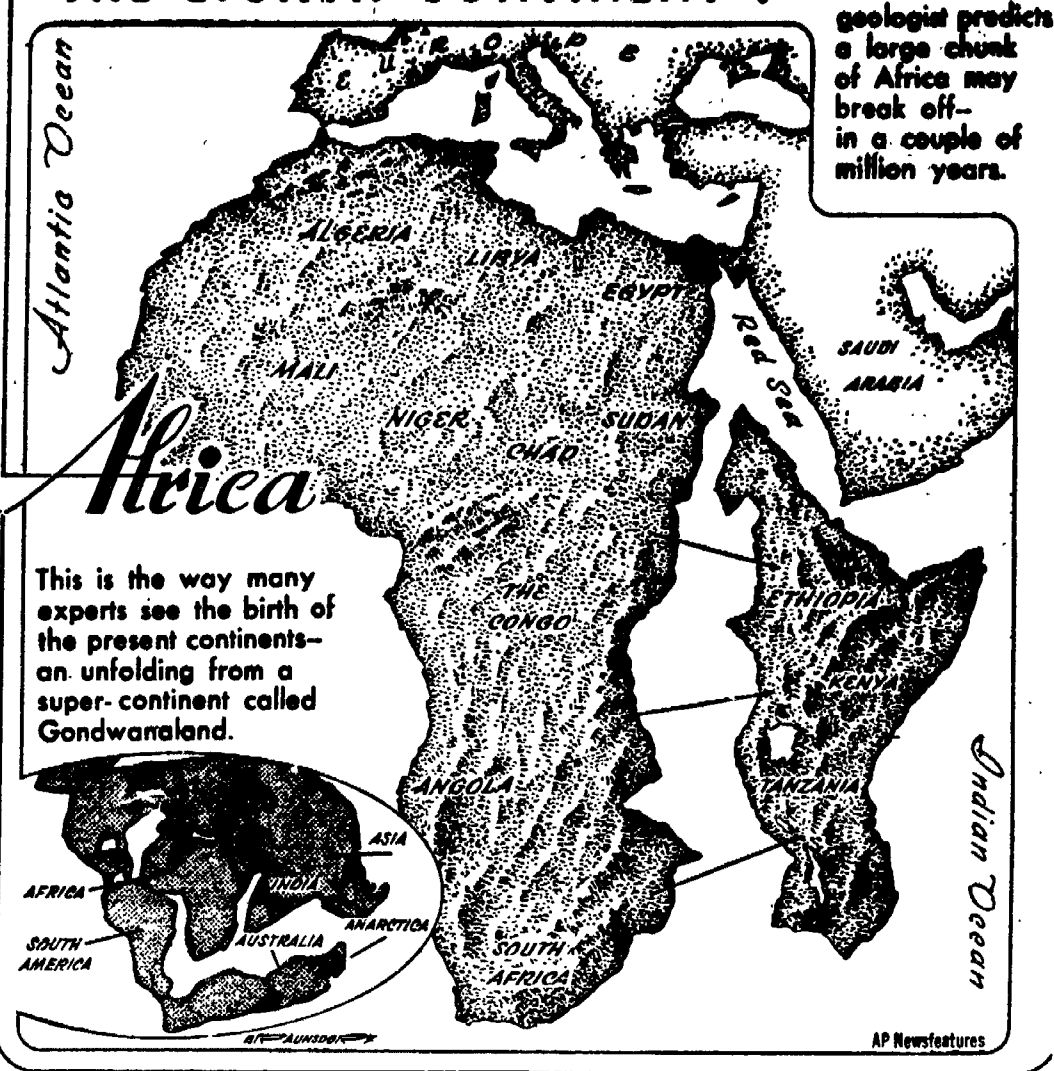 geologist predicts
a large chunk
of Africa may
break off—
in a couple of
million years.
Atlantic Ocean
EUROPE
ALGERIA
LIBYA
EGYPT
Red Sea
SAUDI
ARABIA
MALI
NIGER
CHAD
SUDAN
Africa
This is the way many
experts see the birth of
the present continents—
an unfolding from a
super-continent called
Gondwanaland.
THE
CONGO
ETHIOPIA
KENYA
ANGOLA
TANZANIA
Indian Ocean
SOUTH
AFRICA
ASIA
AFRICA
INDIA
ANARCTICA
AUSTRALIA
SOUTH
AMERICA
AP Newsfeatures